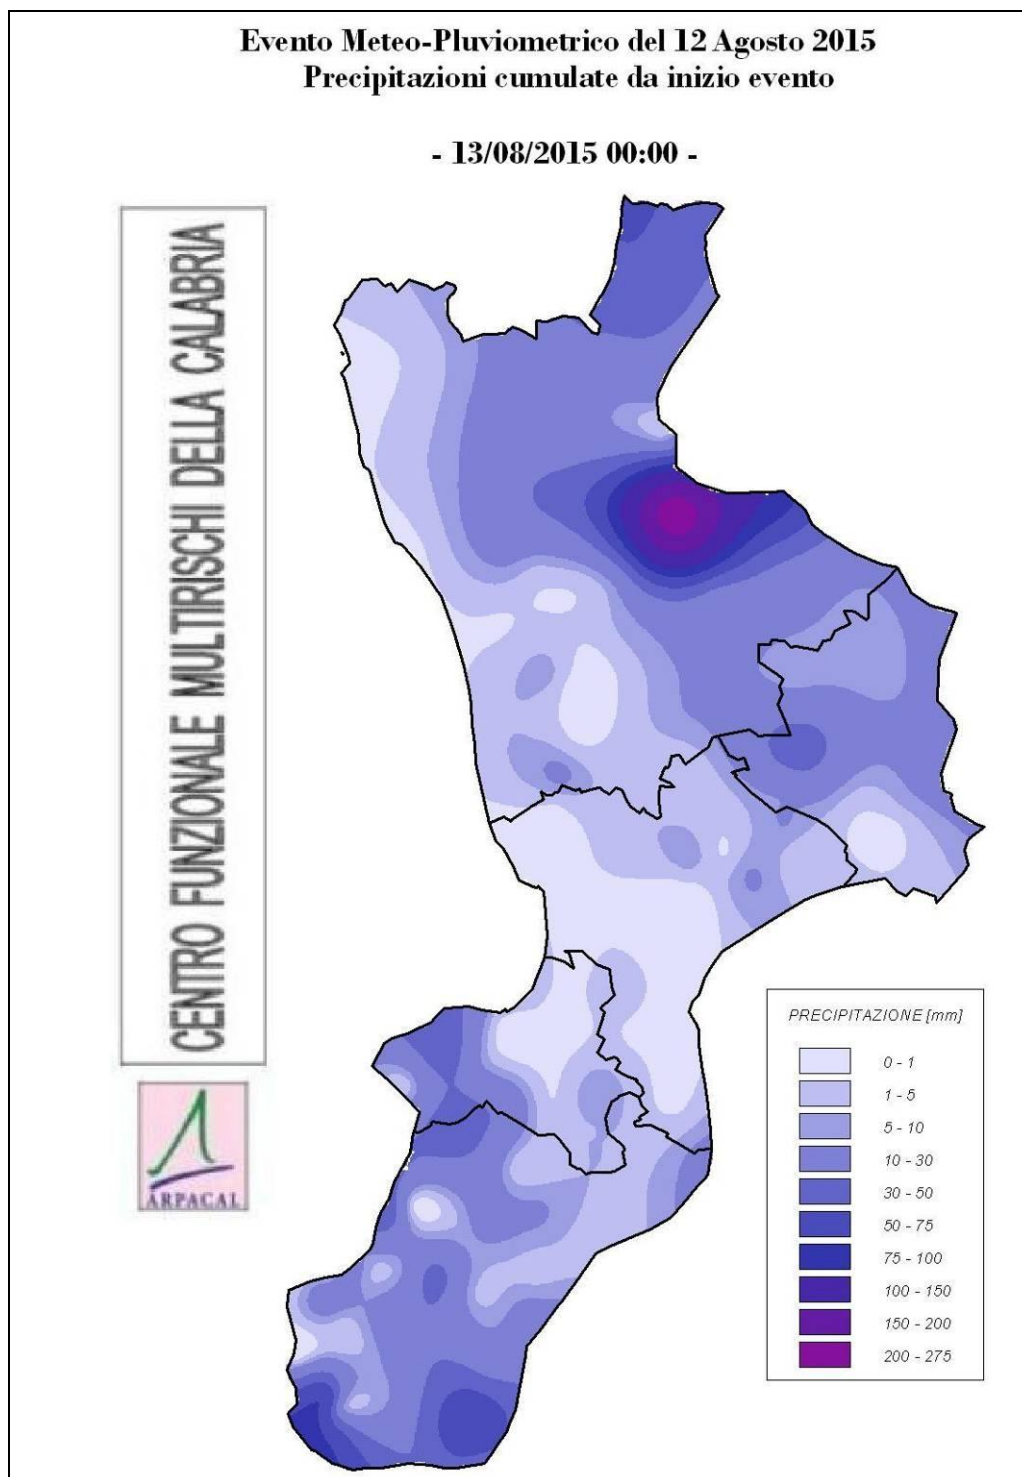 Evento Meteo-Pluviometrico del 12 Agosto 2015
Precipitazioni cumulate da inizio evento
- 13/08/2015 00:00 -
CENTRO FUNZIONALE MULTIRISCHI DELLA CALABRIA
ARPACAL
PRECIPITAZIONE [mm]
0 - 1
1 - 5
5 - 10
10 - 30
30 - 50
50 - 75
75 - 100
100 - 150
150 - 200
200 - 275